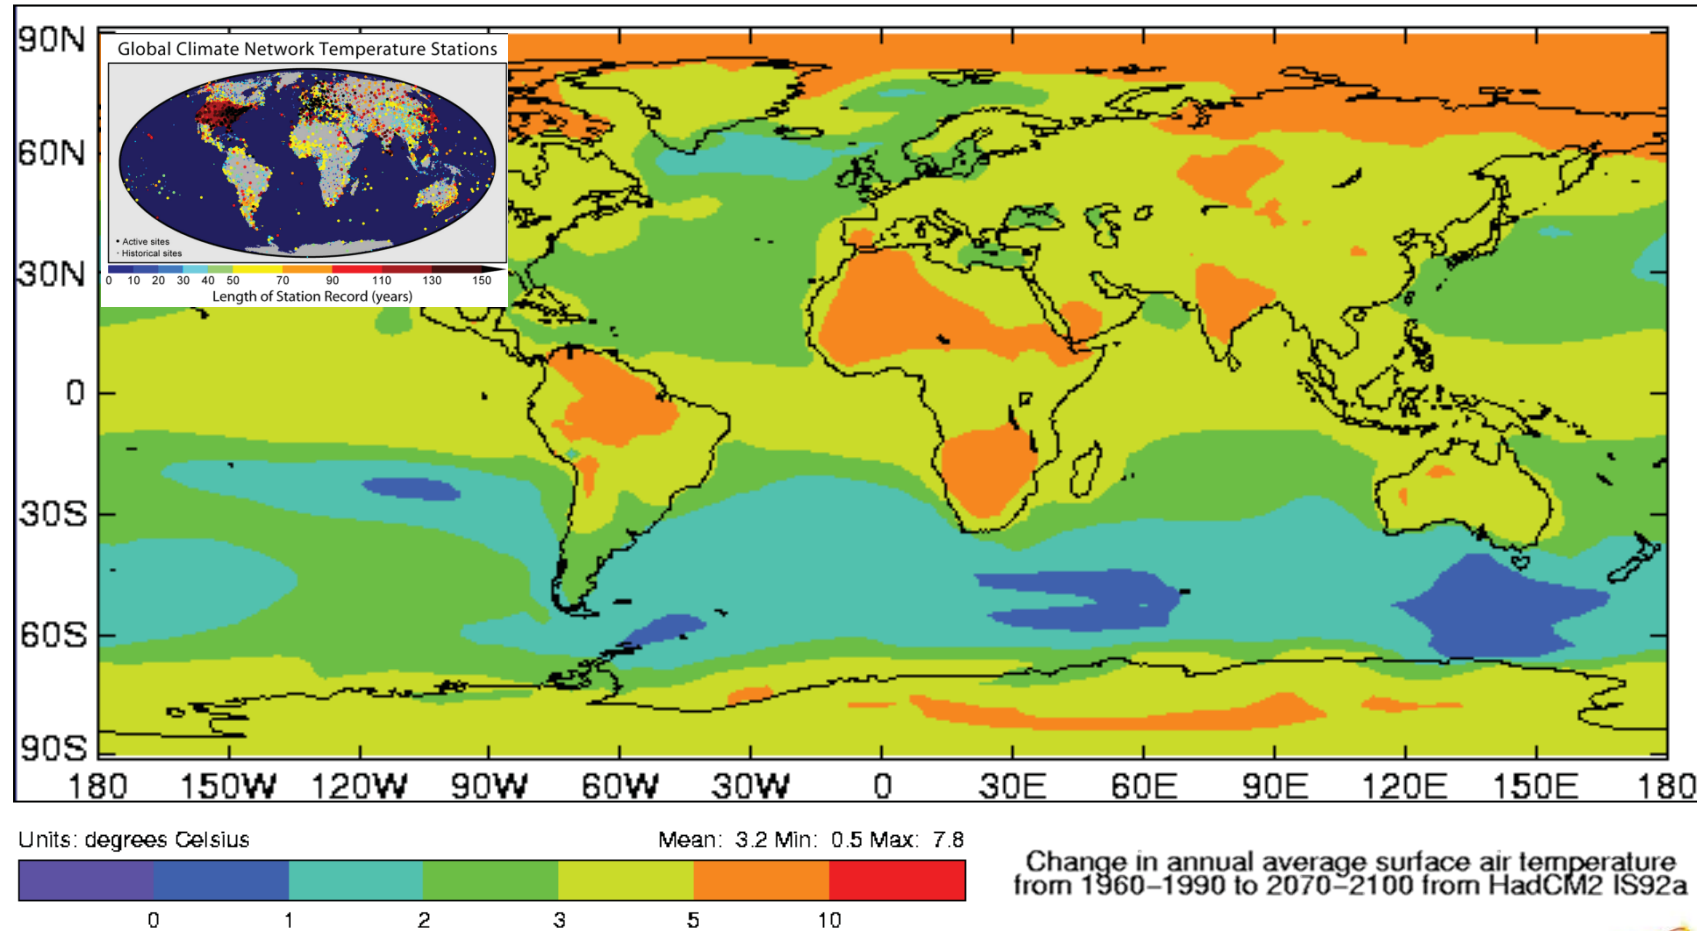 90N
Global Climate Network Temperature Stations
• Active sites
· Historical sites
0 10 20 30 40 50 70 90 110 130 150
Length of Station Record (years)
60N
30N
0
30S
60S
90S
180 150W 120W 90W 60W 30W 0 30E 60E 90E 120E 150E 180
Units: degrees Celsius
Mean: 3.2 Min: 0.5 Max: 7.8
0 1 2 3 5 10
Change in annual average surface air temperature
from 1960–1990 to 2070–2100 from HadCM2 IS92a